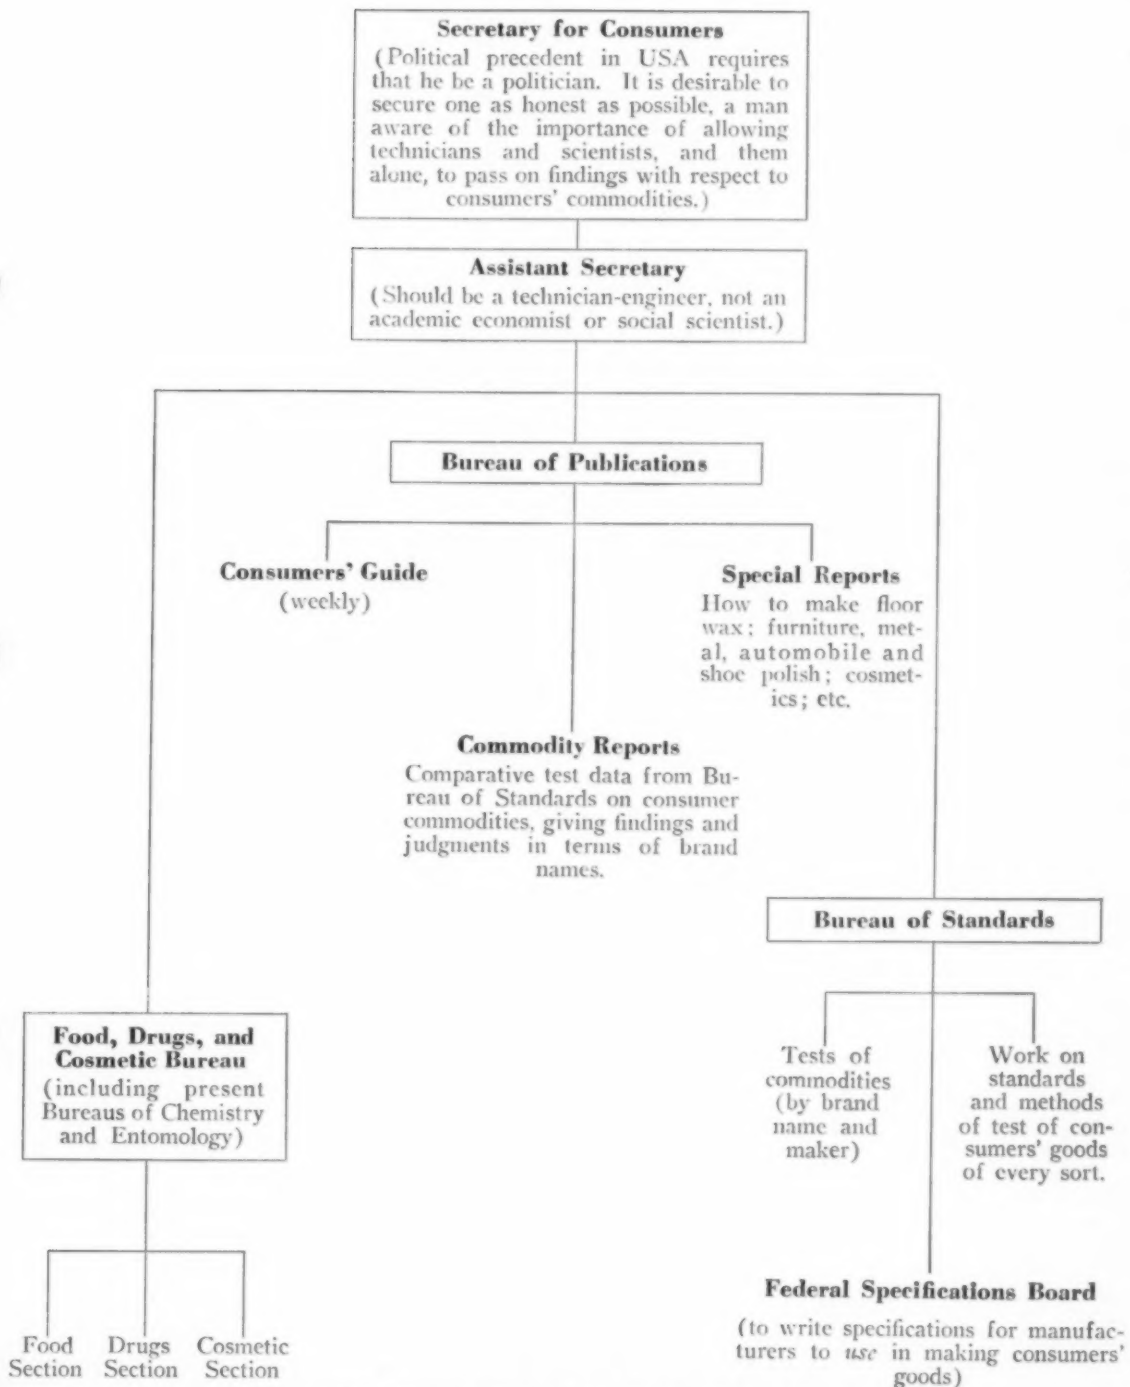 Secretary for Consumers
(Political precedent in USA requires
that he be a politician. It is desirable to
secure one as honest as possible, a man
aware of the importance of allowing
technicians and scientists, and them
alone, to pass on findings with respect to
consumers' commodities.)
Assistant Secretary
(Should be a technician-engineer, not an
academic economist or social scientist.)
Bureau of Publications
Consumers' Guide
(weekly)
Special Reports
How to make floor
wax; furniture, met-
al, automobile and
shoe polish; cosmet-
ics; etc.
Commodity Reports
Comparative test data from Bu-
reau of Standards on consumer
commodities, giving findings and
judgments in terms of brand
names.
Bureau of Standards
Tests of
commodities
(by brand
name and
maker)
Work on
standards
and methods
of test of con-
sumers' goods
of every sort.
Food, Drugs, and
Cosmetic Bureau
(including present
Bureaus of Chemistry
and Entomology)
Food
Section
Drugs
Section
Cosmetic
Section
Federal Specifications Board
(to write specifications for manufac-
turers to use in making consumers'
goods)